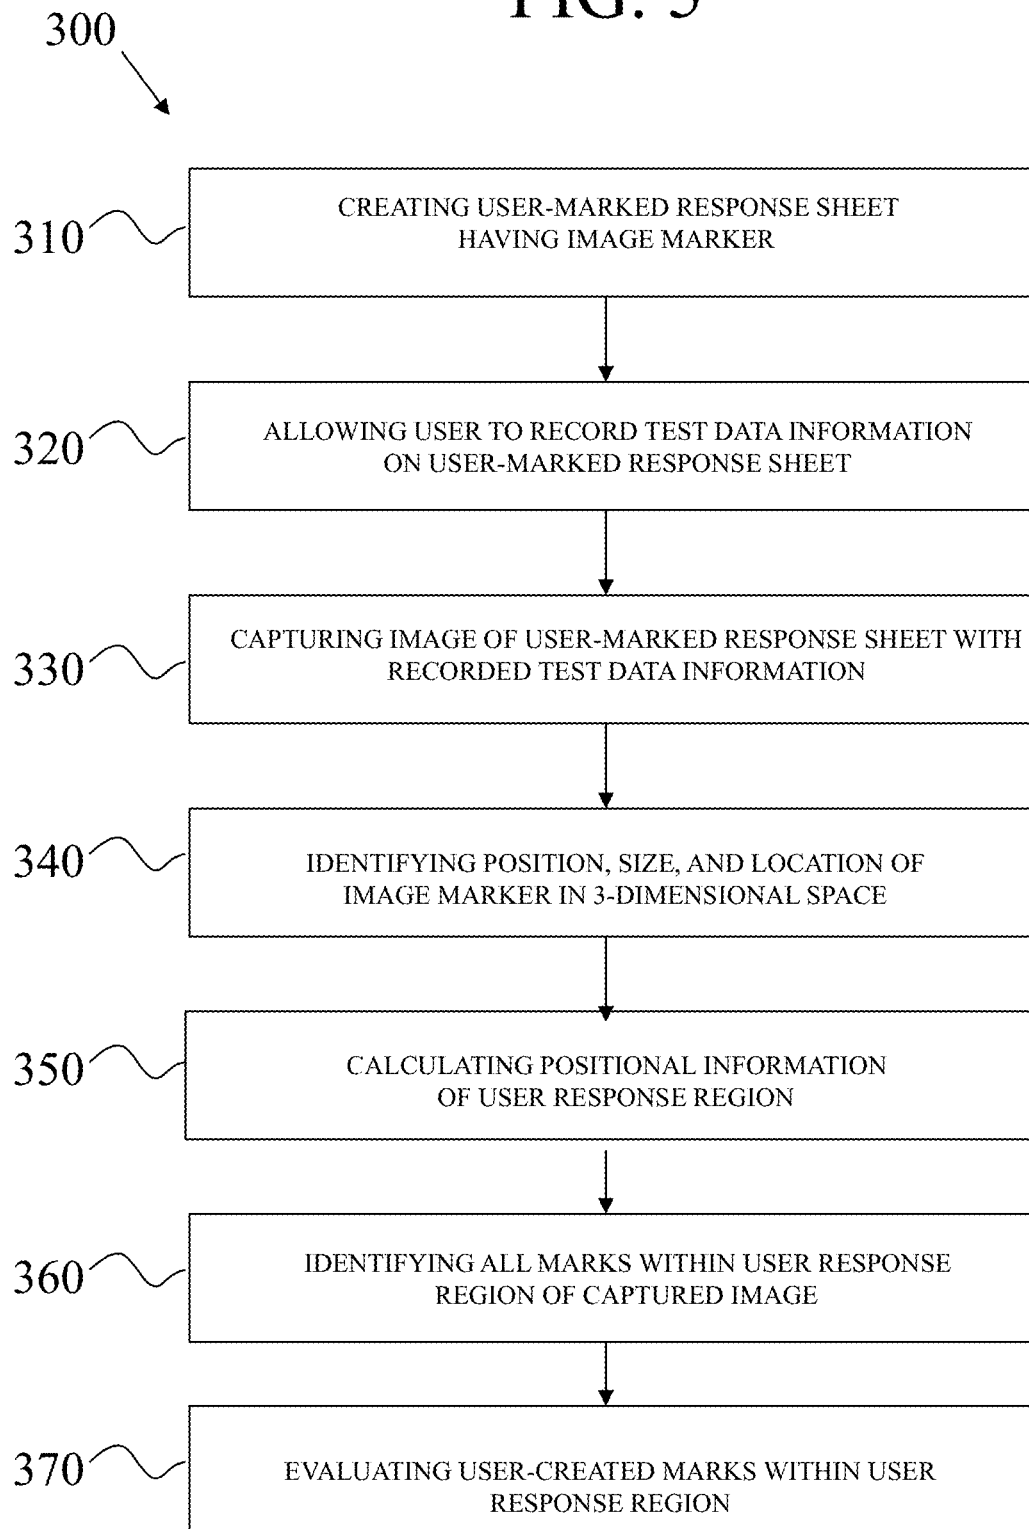 FIG.
300
310
CREATING USER-MARKED RESPONSE SHEET
HAVING IMAGE MARKER
320
ALLOWING USER TO RECORD TEST DATA INFORMATION
ON USER-MARKED RESPONSE SHEET
330
CAPTURING IMAGE OF USER-MARKED RESPONSE SHEET WITH
RECORDED TEST DATA INFORMATION
340
IDENTIFYING POSITION, SIZE, AND LOCATION OF
IMAGE MARKER IN 3-DIMENSIONAL SPACE
350
CALCULATING POSITIONAL INFORMATION
OF USER RESPONSE REGION
360
IDENTIFYING ALL MARKS WITHIN USER RESPONSE
REGION OF CAPTURED IMAGE
370
EVALUATING USER-CREATED MARKS WITHIN USER
RESPONSE REGION